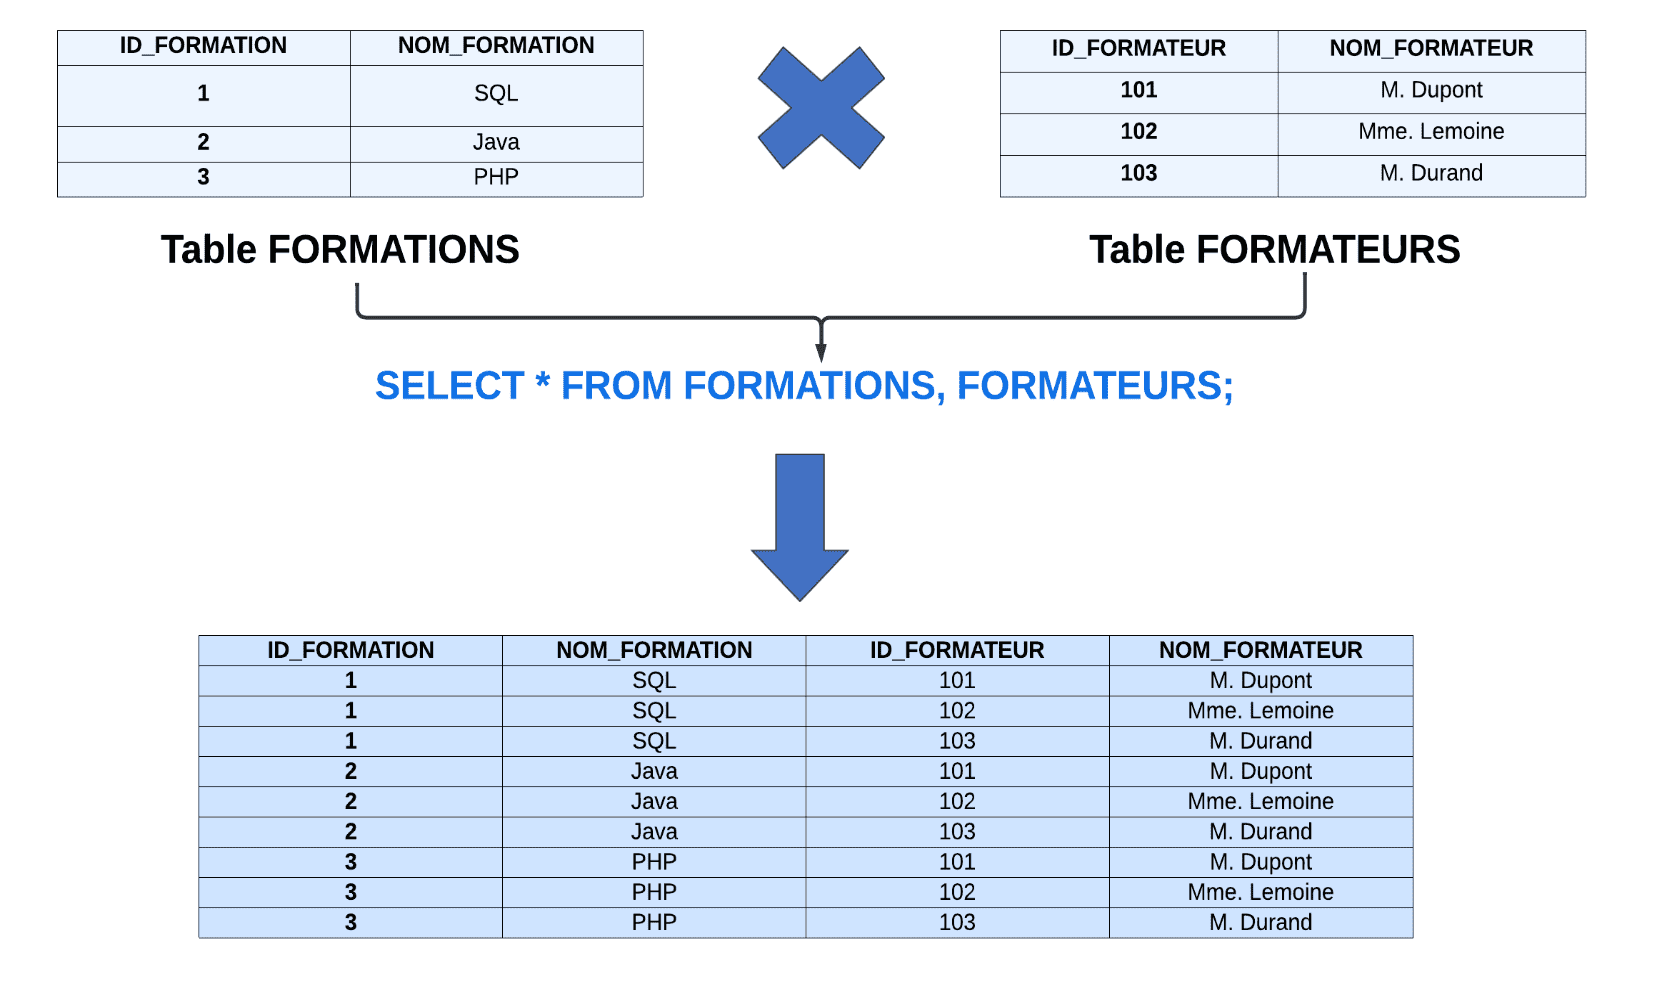 ID_FORMATION NOM_FORMATION
1 SQL
2 Java
3 PHP
Table FORMATIONS
ID_FORMATEUR NOM_FORMATEUR
101 M. Dupont
102 Mme. Lemoine
103 M. Durand
Table FORMATEURS
SELECT * FROM FORMATIONS, FORMATEURS;
ID_FORMATION NOM_FORMATION ID_FORMATEUR NOM_FORMATEUR
1 SQL 101 M. Dupont
1 SQL 102 Mme. Lemoine
1 SQL 103 M. Durand
2 Java 101 M. Dupont
2 Java 102 Mme. Lemoine
2 Java 103 M. Durand
3 PHP 101 M. Dupont
3 PHP 102 Mme. Lemoine
3 PHP 103 M. Durand